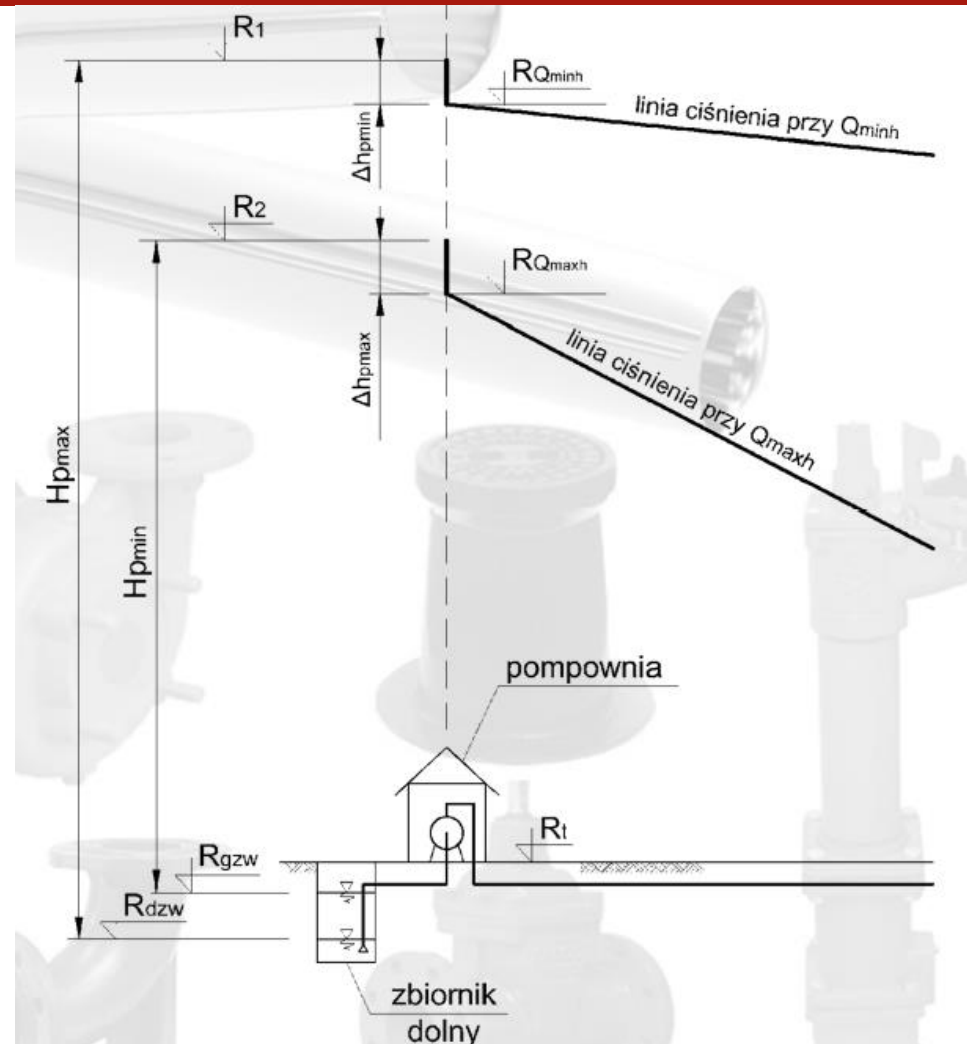 R1
RQminh
linia ciśnienia przy Qminh
Δhpmin
R2
RQmaxh
linia ciśnienia przy Qmaxh
Δhpmax
Hpmax
Hpmin
pompownia
Rt
Rgzw
Rdzw
zbiornik
dolny